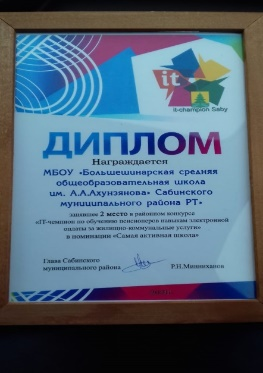 it
it-champion Saby
ДИПЛОМ
Награждается
МБОУ «Большешинарская средняя
общеобразовательная школа
им. А.А.Ахунзянова» Сабинского
муниципального района РТ»
занявшее 2 место в районном конкурсе
«IT-чемпион по обучению пенсионеров навыкам электронной
оплаты за жилищно-коммунальные услуги»
в номинации «Самая активная школа»
Глава Сабинского
муниципального района
Р.Н.Минниханов